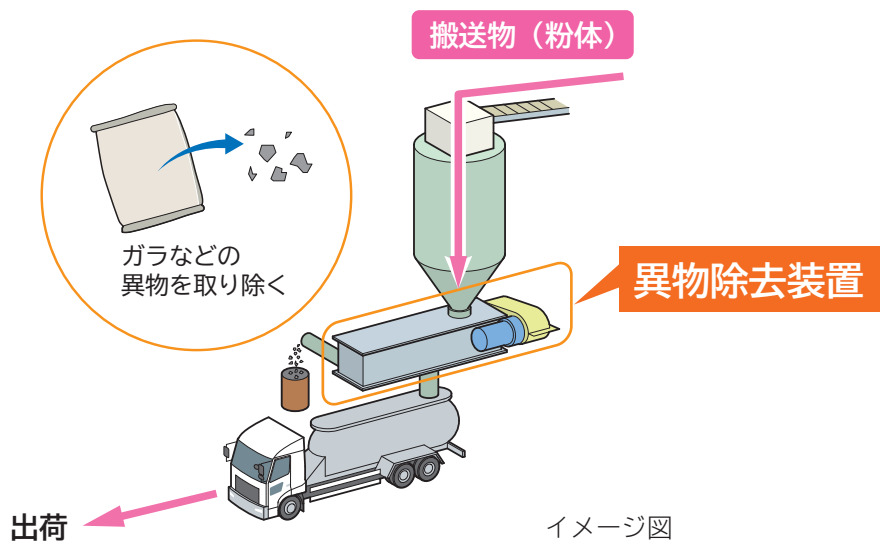 搬送物（粉体）
ガラなどの
異物を取り除く
異物除去装置
出荷
イメージ図